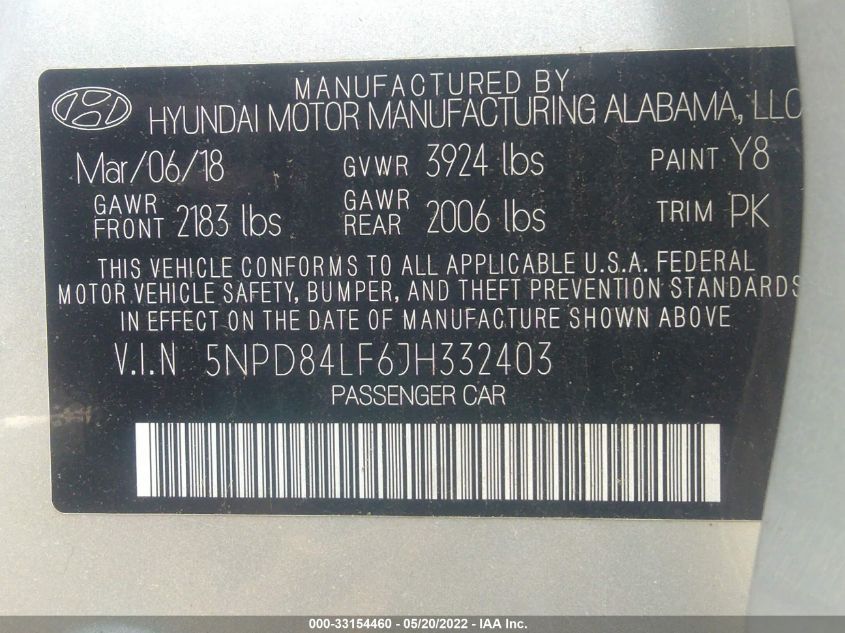 MANUFACTURED BY
HYUNDAI MOTOR MANUFACTURING ALABAMA, LLC
Mar/06/18 GVWR 3924 lbs PAINT Y8
GAWR FRONT 2183 lbs GAWR REAR 2006 lbs TRIM PK
THIS VEHICLE CONFORMS TO ALL APPLICABLE U.S.A. FEDERAL
MOTOR VEHICLE SAFETY, BUMPER, AND THEFT PREVENTION STANDARDS
IN EFFECT ON THE DATE OF MANUFACTURE SHOWN ABOVE
V.I.N 5NPD84LF6JH332403
PASSENGER CAR
000-33154460 - 05/20/2022 - IAA Inc.